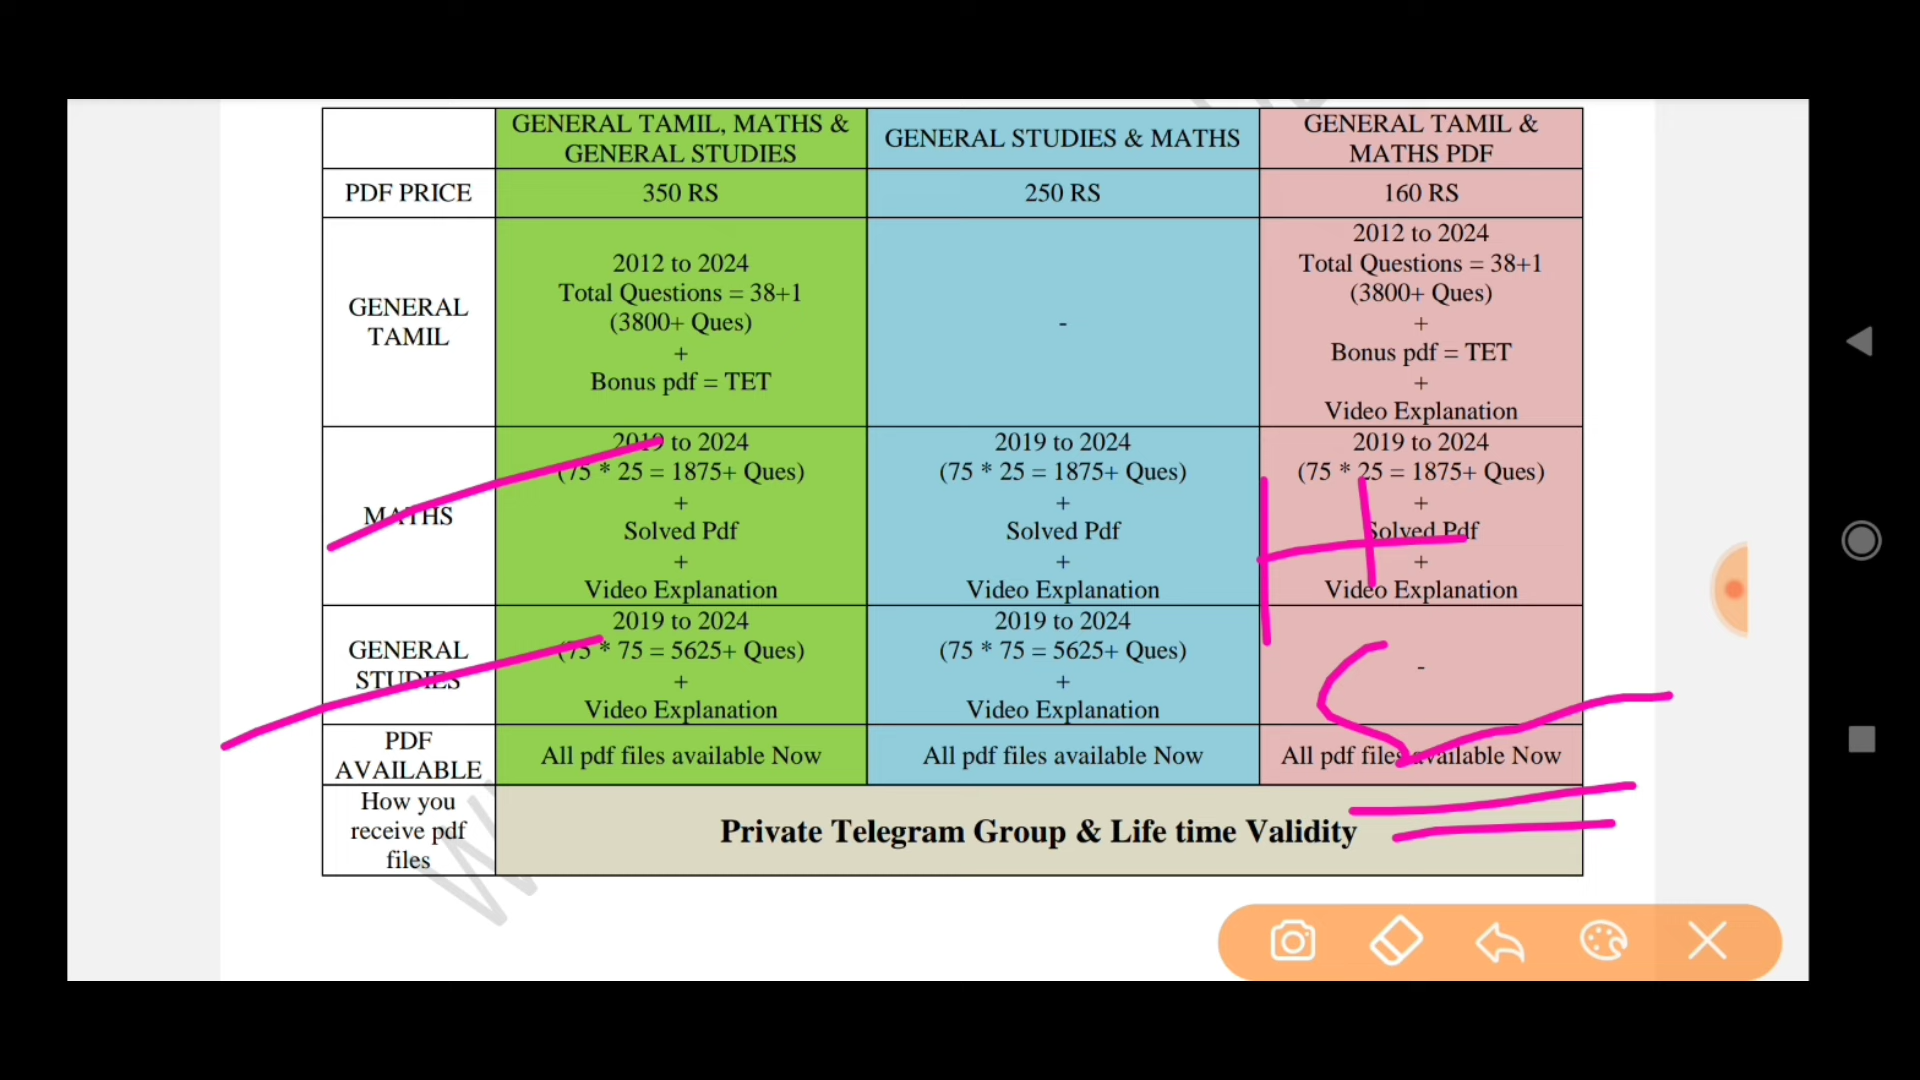 GENERAL TAMIL, MATHS &
GENERAL STUDIES
GENERAL STUDIES & MATHS
GENERAL TAMIL &
MATHS PDF
PDF PRICE
350 RS
250 RS
160 RS
GENERAL
TAMIL
2012 to 2024
Total Questions = 38+1
(3800+ Ques)
+
Bonus pdf = TET
-
2012 to 2024
Total Questions = 38+1
(3800+ Ques)
+
Bonus pdf = TET
+
Video Explanation
MATHS
2019 to 2024
(75 * 25 = 1875+ Ques)
+
Solved Pdf
+
Video Explanation
2019 to 2024
(75 * 25 = 1875+ Ques)
+
Solved Pdf
+
Video Explanation
2019 to 2024
(75 * 25 = 1875+ Ques)
+
Solved Pdf
+
Video Explanation
GENERAL
STUDIES
2019 to 2024
(75 * 75 = 5625+ Ques)
+
Video Explanation
2019 to 2024
(75 * 75 = 5625+ Ques)
+
Video Explanation
-
PDF
AVAILABLE
All pdf files available Now
All pdf files available Now
All pdf files available Now
How you
receive pdf
files
Private Telegram Group & Life time Validity